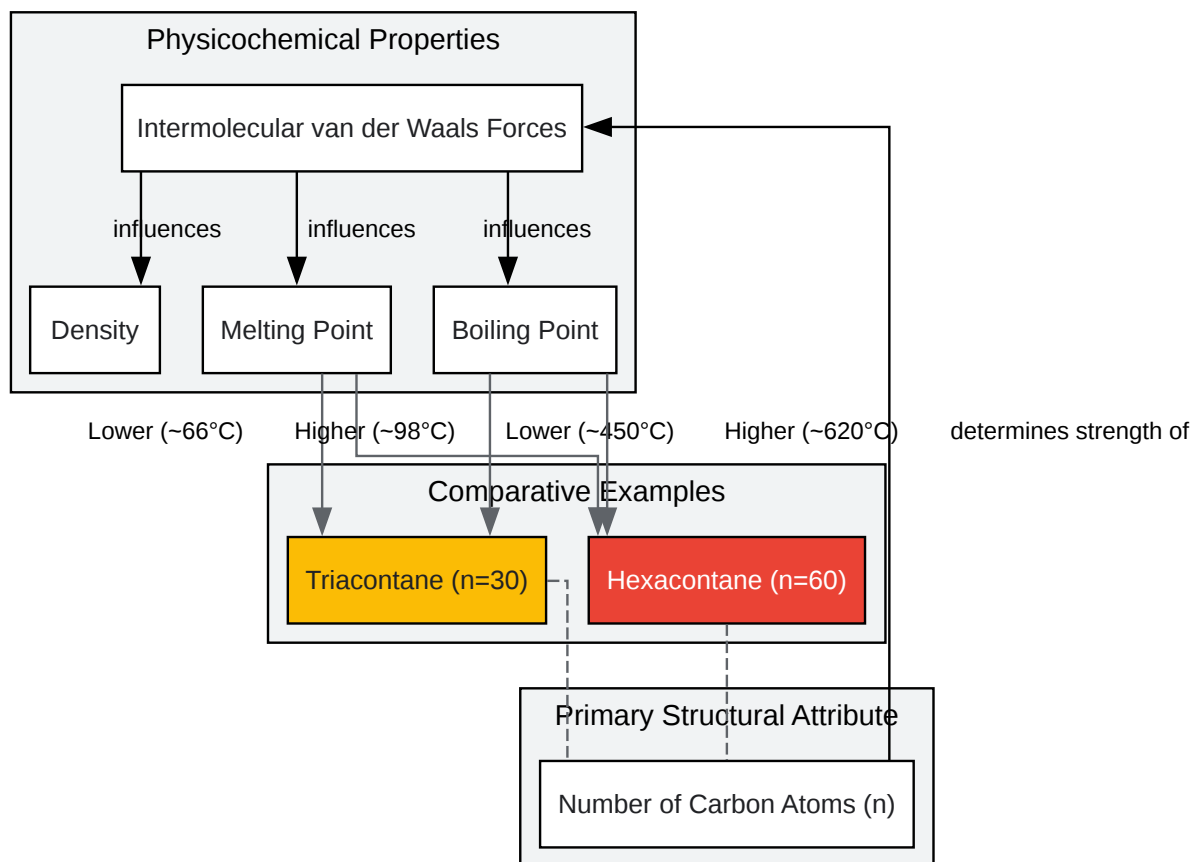 Physicochemical Properties
Intermolecular van der Waals Forces
influences
influences
influences
Density
Melting Point
Boiling Point
Lower (~66°C)
Higher (~98°C)
Lower (~450°C)
Higher (~620°C)
determines strength of
Comparative Examples
Triacontane (n=30)
Hexacontane (n=60)
Primary Structural Attribute
Number of Carbon Atoms (n)